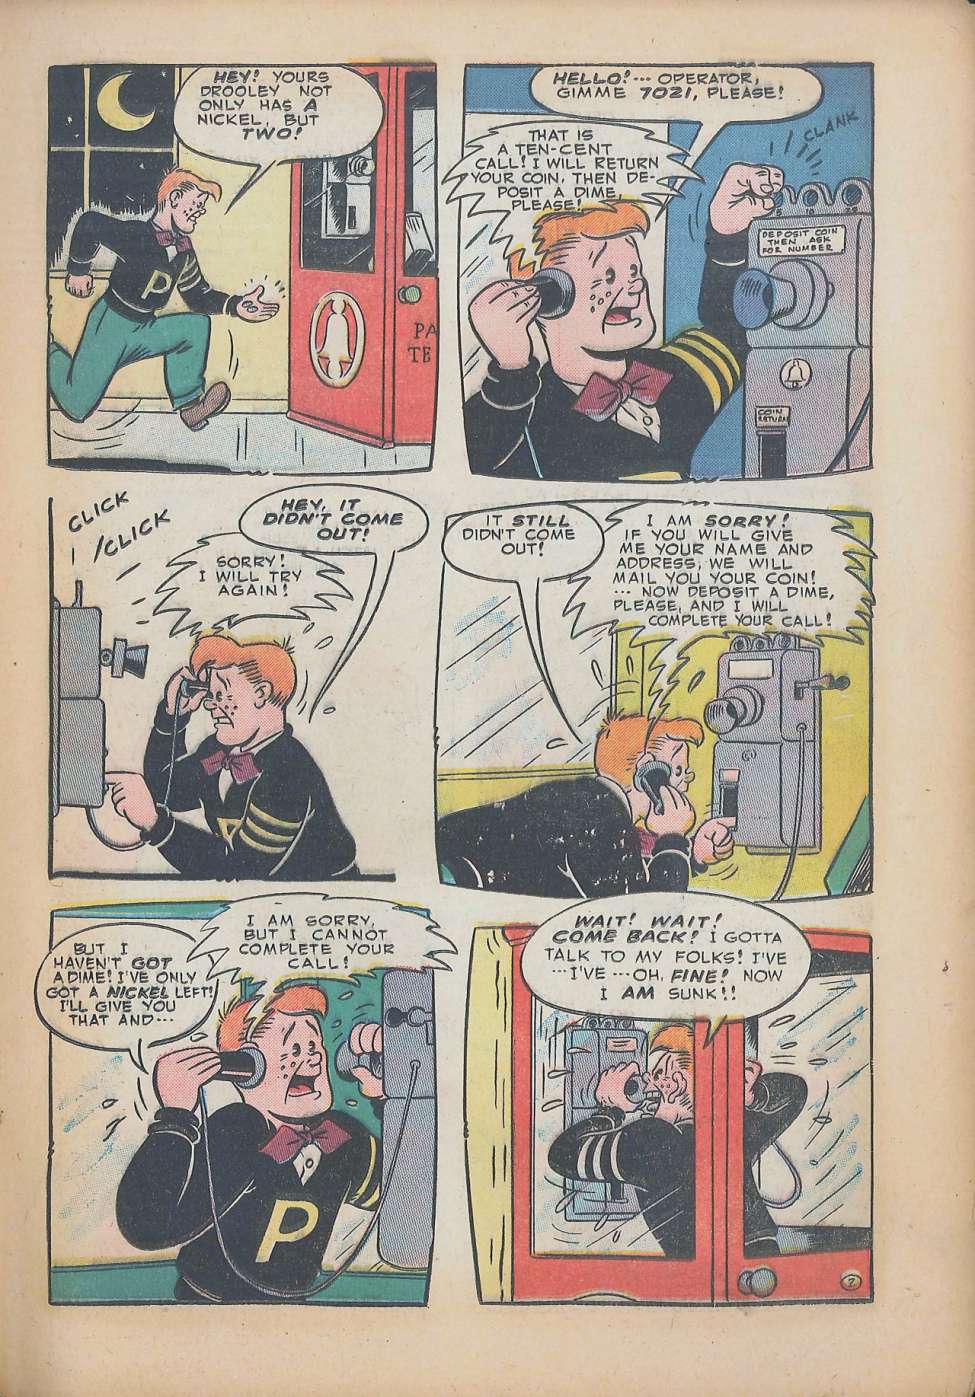 HEY! YOURS
DROOLEY NOT
ONLY HAS A
NICKEL, BUT
TWO!
P
PA
TE
HELLO! --- OPERATOR,
GIMME 7021, PLEASE!
THAT IS
A TEN-CENT
CALL! I WILL RETURN
YOUR COIN, THEN DE-
POSIT A DIME
PLEASE!
CLANK
5 25
DEPOSIT COIN
THEN ASK
FOR NUMBER
COIN
RETURN
CLICK
CLICK
HEY, IT
DIDN'T COME
OUT!
SORRY!
I WILL TRY
AGAIN!
P
IT STILL
DIDN'T COME
OUT!
I AM SORRY!
IF YOU WILL GIVE
ME YOUR NAME AND
ADDRESS, WE WILL
MAIL YOU YOUR COIN!
--- NOW DEPOSIT A DIME,
PLEASE, AND I WILL
COMPLETE YOUR CALL!
BUT I
HAVEN'T GOT
A DIME! I'VE ONLY
GOT A NICKEL LEFT!
I'LL GIVE YOU
THAT AND---
I AM SORRY,
BUT I CANNOT
COMPLETE YOUR
CALL!
P
WAIT! WAIT!
COME BACK! I GOTTA
TALK TO MY FOLKS! I'VE
---I'VE --- OH, FINE! NOW
I AM SUNK!!